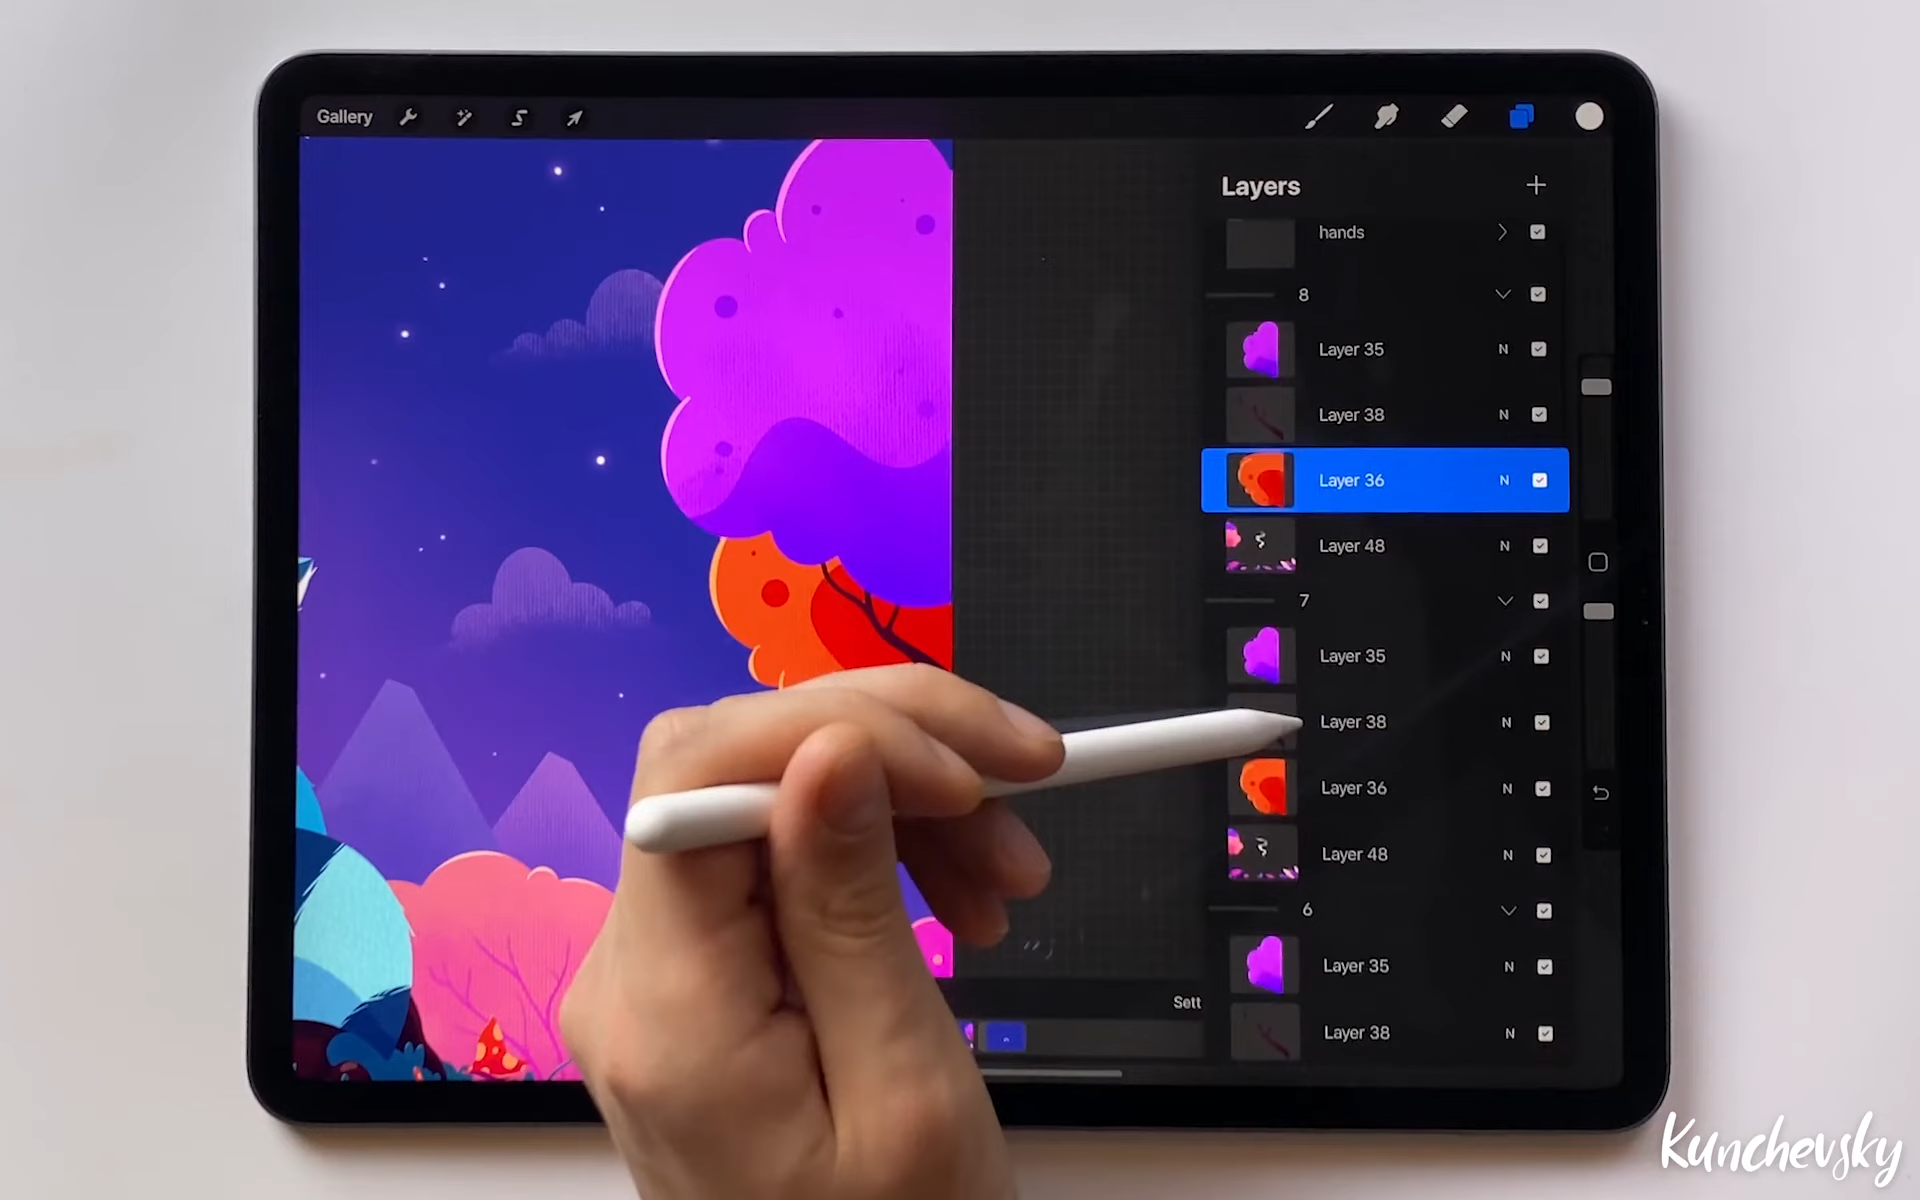 Gallery
Layers
hands
8
Layer 35 N
Layer 38 N
Layer 36 N
Layer 48 N
7
Layer 35 N
Layer 38 N
Layer 36 N
Layer 48 N
6
Layer 35 N
Layer 38 N
Sett
Kunchevsky